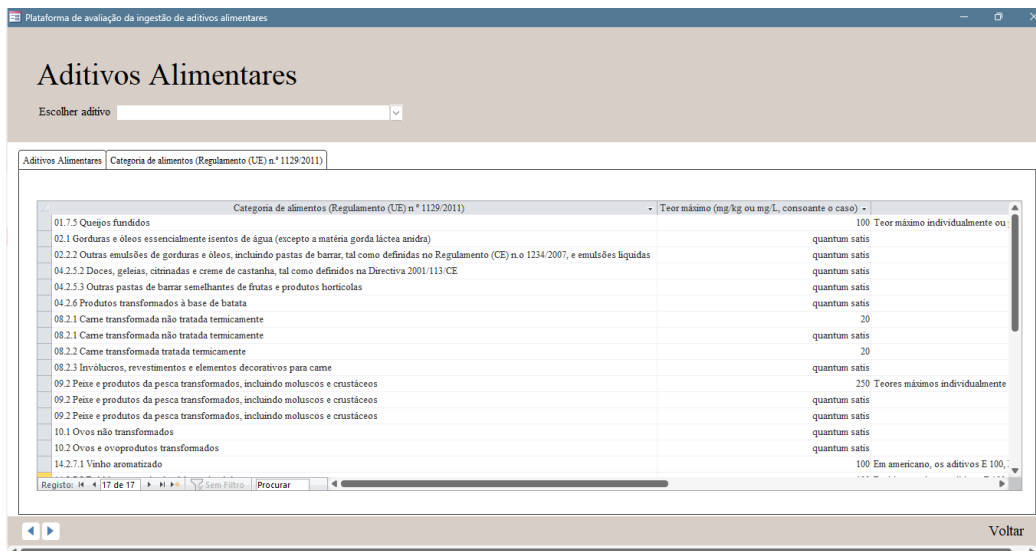 Plataforma de avaliação da ingestão de aditivos alimentares
Aditivos Alimentares
Escolher aditivo
Aditivos Alimentares Categoria de alimentos (Regulamento (UE) n.º 1129/2011)
Categoria de alimentos (Regulamento (UE) n º 1129/2011) Teor máximo (mg/kg ou mg/L, consoante o caso)
01.7.5 Queijos fundidos 100 Teor máximo individualmente ou
02.1 Gorduras e óleos essencialmente isentos de água (excepto a matéria gorda láctea anidra) quantum satis
02.2.2 Outras emulsões de gorduras e óleos, incluindo pastas de barrar, tal como definidas no Regulamento (CE) n.o 1234/2007, e emulsões líquidas quantum satis
04.2.5.2 Doces, geleias, citrinadas e creme de castanha, tal como definidos na Directiva 2001/113/CE quantum satis
04.2.5.3 Outras pastas de barrar semelhantes de frutas e produtos hortícolas quantum satis
04.2.6 Produtos transformados à base de batata quantum satis
08.2.1 Carne transformada não tratada termicamente 20
08.2.1 Carne transformada não tratada termicamente quantum satis
08.2.2 Carne transformada tratada termicamente 20
08.2.3 Invólucros, revestimentos e elementos decorativos para carne quantum satis
09.2 Peixe e produtos da pesca transformados, incluindo moluscos e crustáceos 250 Teores máximos individualmente
09.2 Peixe e produtos da pesca transformados, incluindo moluscos e crustáceos quantum satis
09.2 Peixe e produtos da pesca transformados, incluindo moluscos e crustáceos quantum satis
10.1 Ovos não transformados quantum satis
10.2 Ovos e ovoprodutos transformados quantum satis
14.2.7.1 Vinho aromatizado 100 Em americano, os aditivos E 100,
Registo: 17 de 17 Sem Filtro Procurar
Voltar